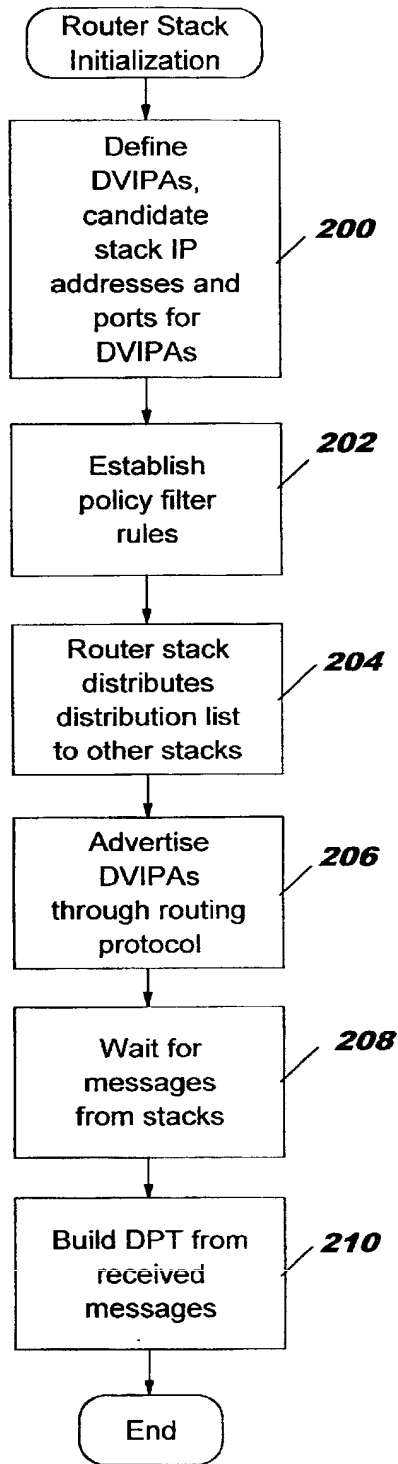 Router Stack
Initialization
Define
DVIPAs,
candidate
stack IP
addresses and
ports for
DVIPAs
200
Establish
policy filter
rules
202
Router stack
distributes
distribution list
to other stacks
204
Advertise
DVIPAs
through routing
protocol
206
Wait for
messages
from stacks
208
Build DPT from
received
messages
210
End